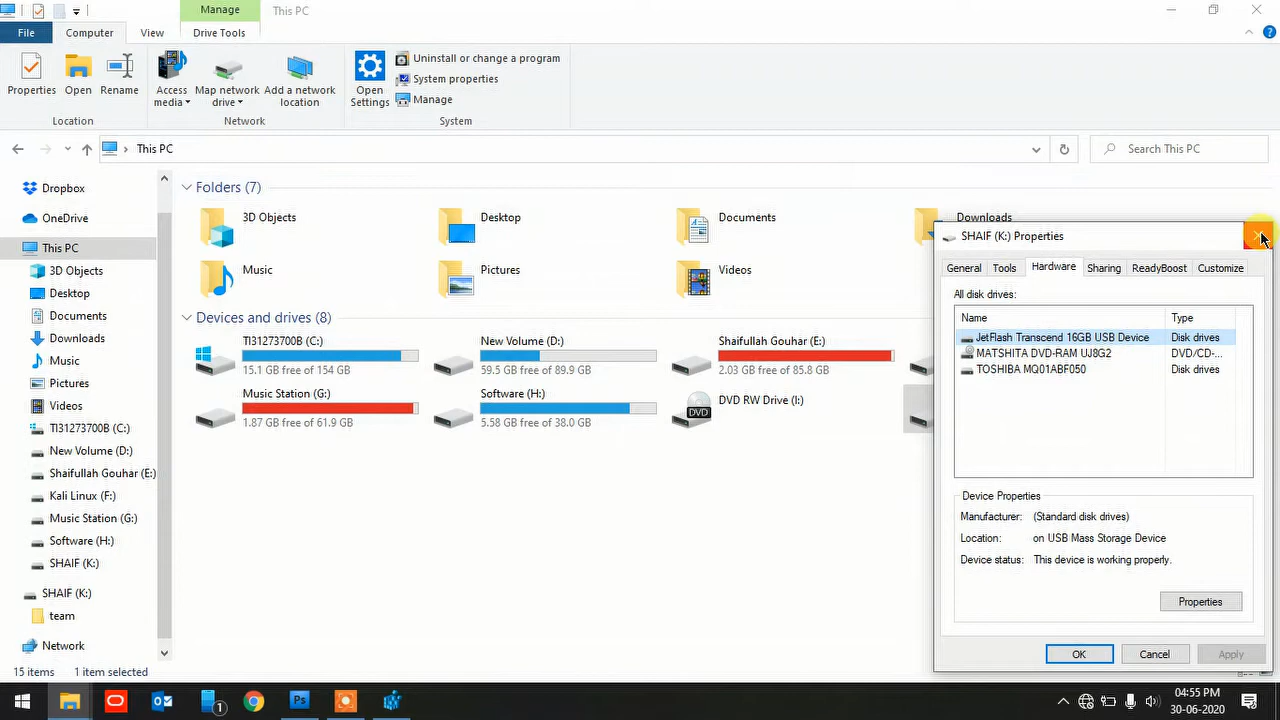 Manage
This PC
File
Computer
View
Drive Tools
Properties
Open
Rename
Access media
Map network drive
Add a network location
Open Settings
Uninstall or change a program
System properties
Manage
Location
Network
System
This PC
Search This PC
Dropbox
OneDrive
This PC
3D Objects
Desktop
Documents
Downloads
Music
Pictures
Videos
TI31273700B (C:)
New Volume (D:)
Shaifullah Gouhar (E:)
Kali Linux (F:)
Music Station (G:)
Software (H:)
SHAIF (K:)
SHAIF (K:)
team
Network
Folders (7)
3D Objects
Desktop
Documents
Downloads
Music
Pictures
Videos
Devices and drives (8)
TI31273700B (C:)
15.1 GB free of 154 GB
New Volume (D:)
59.5 GB free of 89.9 GB
Shaifullah Gouhar (E:)
2.03 GB free of 85.8 GB
Music Station (G:)
1.87 GB free of 61.9 GB
Software (H:)
5.58 GB free of 38.0 GB
DVD RW Drive (I:)
DVD
SHAIF (K:) Properties
General
Tools
Hardware
Sharing
ReadyBoost
Customize
All disk drives:
Name Type
JetFlash Transcend 16GB USB Device Disk drives
MATSHITA DVD-RAM UJ8G2 DVD/CD-...
TOSHIBA MQ01ABF050 Disk drives
Device Properties
Manufacturer: (Standard disk drives)
Location: on USB Mass Storage Device
Device status: This device is working properly.
Properties
OK
Cancel
Apply
15 items
1 item selected
1
Ps
04:55 PM
30-06-2020